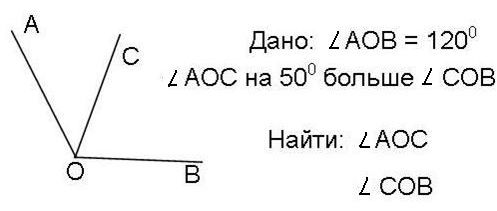 A
C
O
B
Дано: ∠AOB = 120⁰
∠AOC на 50⁰ больше ∠ COB
Найти: ∠AOC
∠ COB